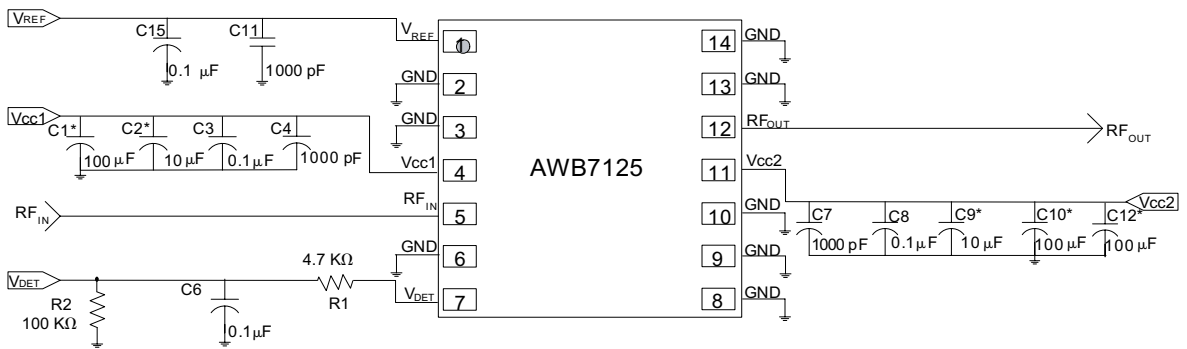 VREF
C15
C11
0.1 µF
1000 pF
VREF
1
GND
2
GND
3
Vcc1
C1*
C2*
C3
C4
100 µF
10µF
0.1µF
1000 pF
Vcc1
4
RFIN
RFIN
5
GND
6
VDET
R2
100 KΩ
C6
0.1µF
4.7 KΩ
R1
VDET
7
AWB7125
14
GND
13
GND
12
RFOUT
RFOUT
11
Vcc2
Vcc2
10
GND
C7
C8
C9*
C10*
C12*
1000 pF
0.1µF
10 µF
100 µF
100 µF
9
GND
8
GND